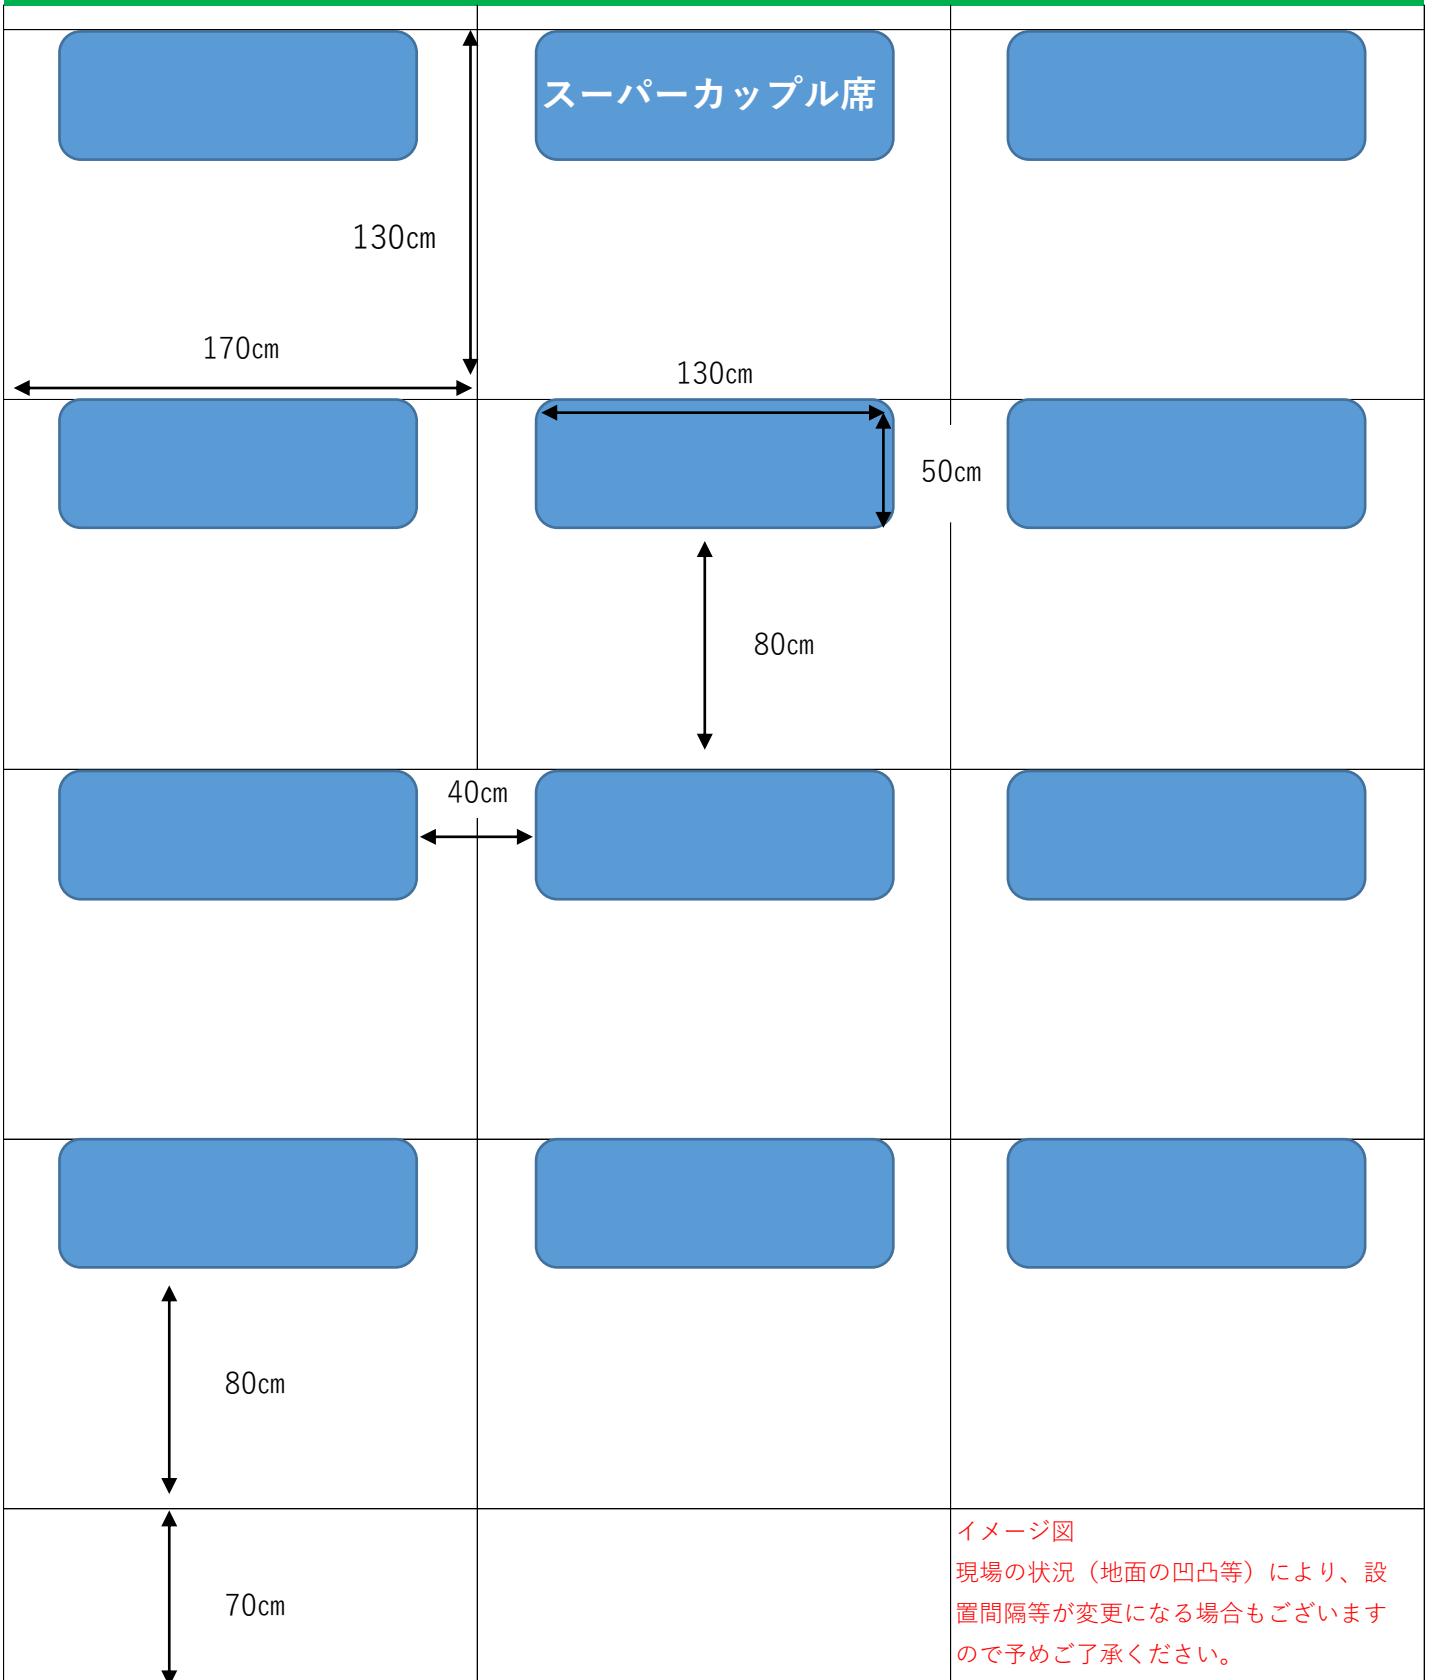 スーパーカップル席
130㎝
170㎝
130㎝
50㎝
80㎝
40㎝
80㎝
70㎝
イメージ図
現場の状況（地面の凹凸等）により、設
置間隔等が変更になる場合もございます
ので予めご了承ください。